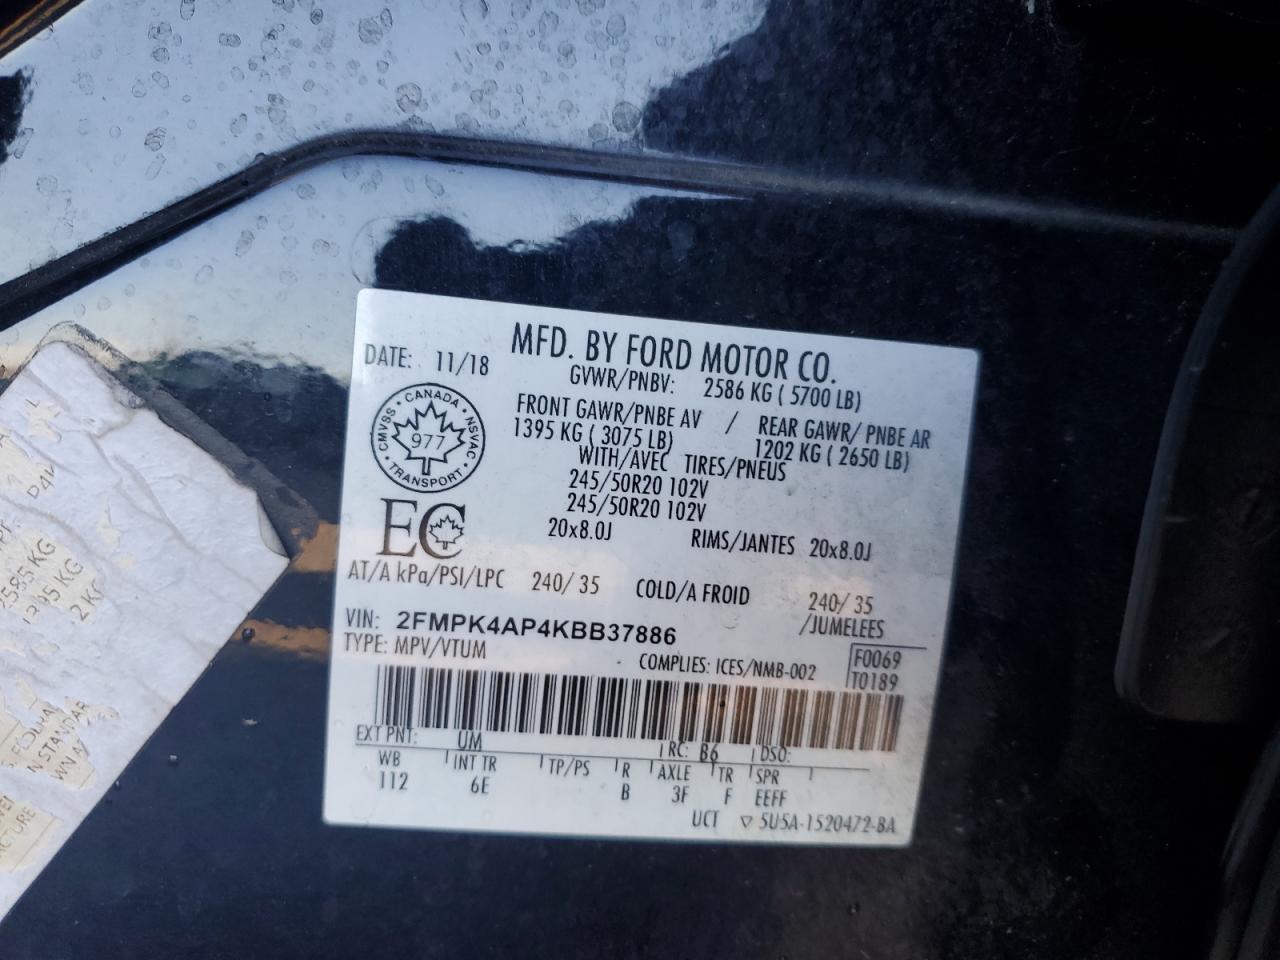 MFD. BY FORD MOTOR CO.
DATE: 11/18
GVWR/PNBV: 2586 KG ( 5700 LB)
FRONT GAWR/PNBE AV / REAR GAWR/ PNBE AR
1395 KG ( 3075 LB) 1202 KG ( 2650 LB)
WITH/AVEC TIRES/PNEUS
245/50R20 102V
245/50R20 102V
20x8.0J RIMS/JANTES 20x8.0J
CANADA
CMVSS NSVAC
977
TRANSPORT
EC
AT/A kPa/PSI/LPC 240/ 35 COLD/A FROID 240/ 35
/JUMELEES
VIN: 2FMPK4AP4KBB37886
TYPE: MPV/VTUM
COMPLIES: ICES/NMB-002
F0069
T0189
EXT PNT: UM RC: B6 DSO:
WB INT TR TP/PS R AXLE TR SPR
112 6E B 3F F EEFF
UCT ▽ 5U5A-1520472-BA
N STANDAR